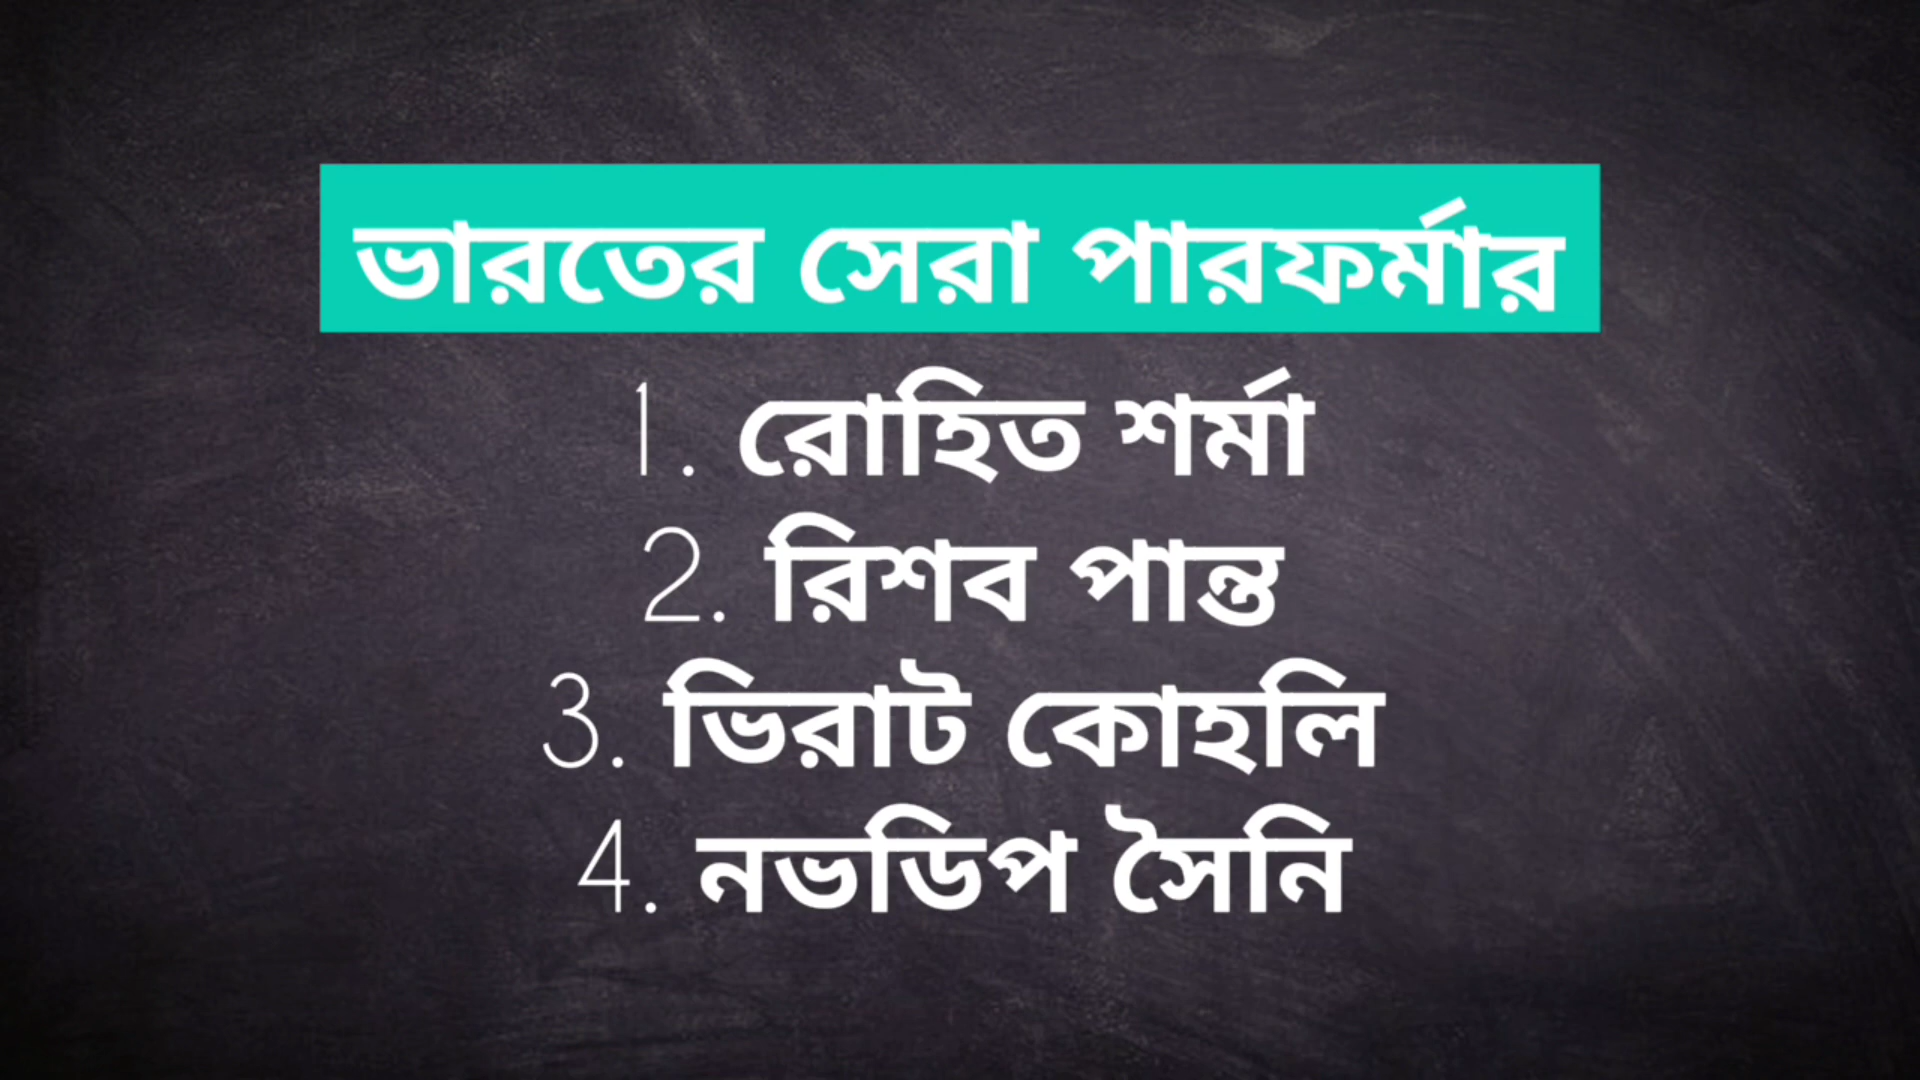 ভারতের সেরা পারফর্মার
1. রোহিত শর্মা
2. রিশব পান্ত
3. ভিরাট কোহলি
4. নভডিপ সৈনি